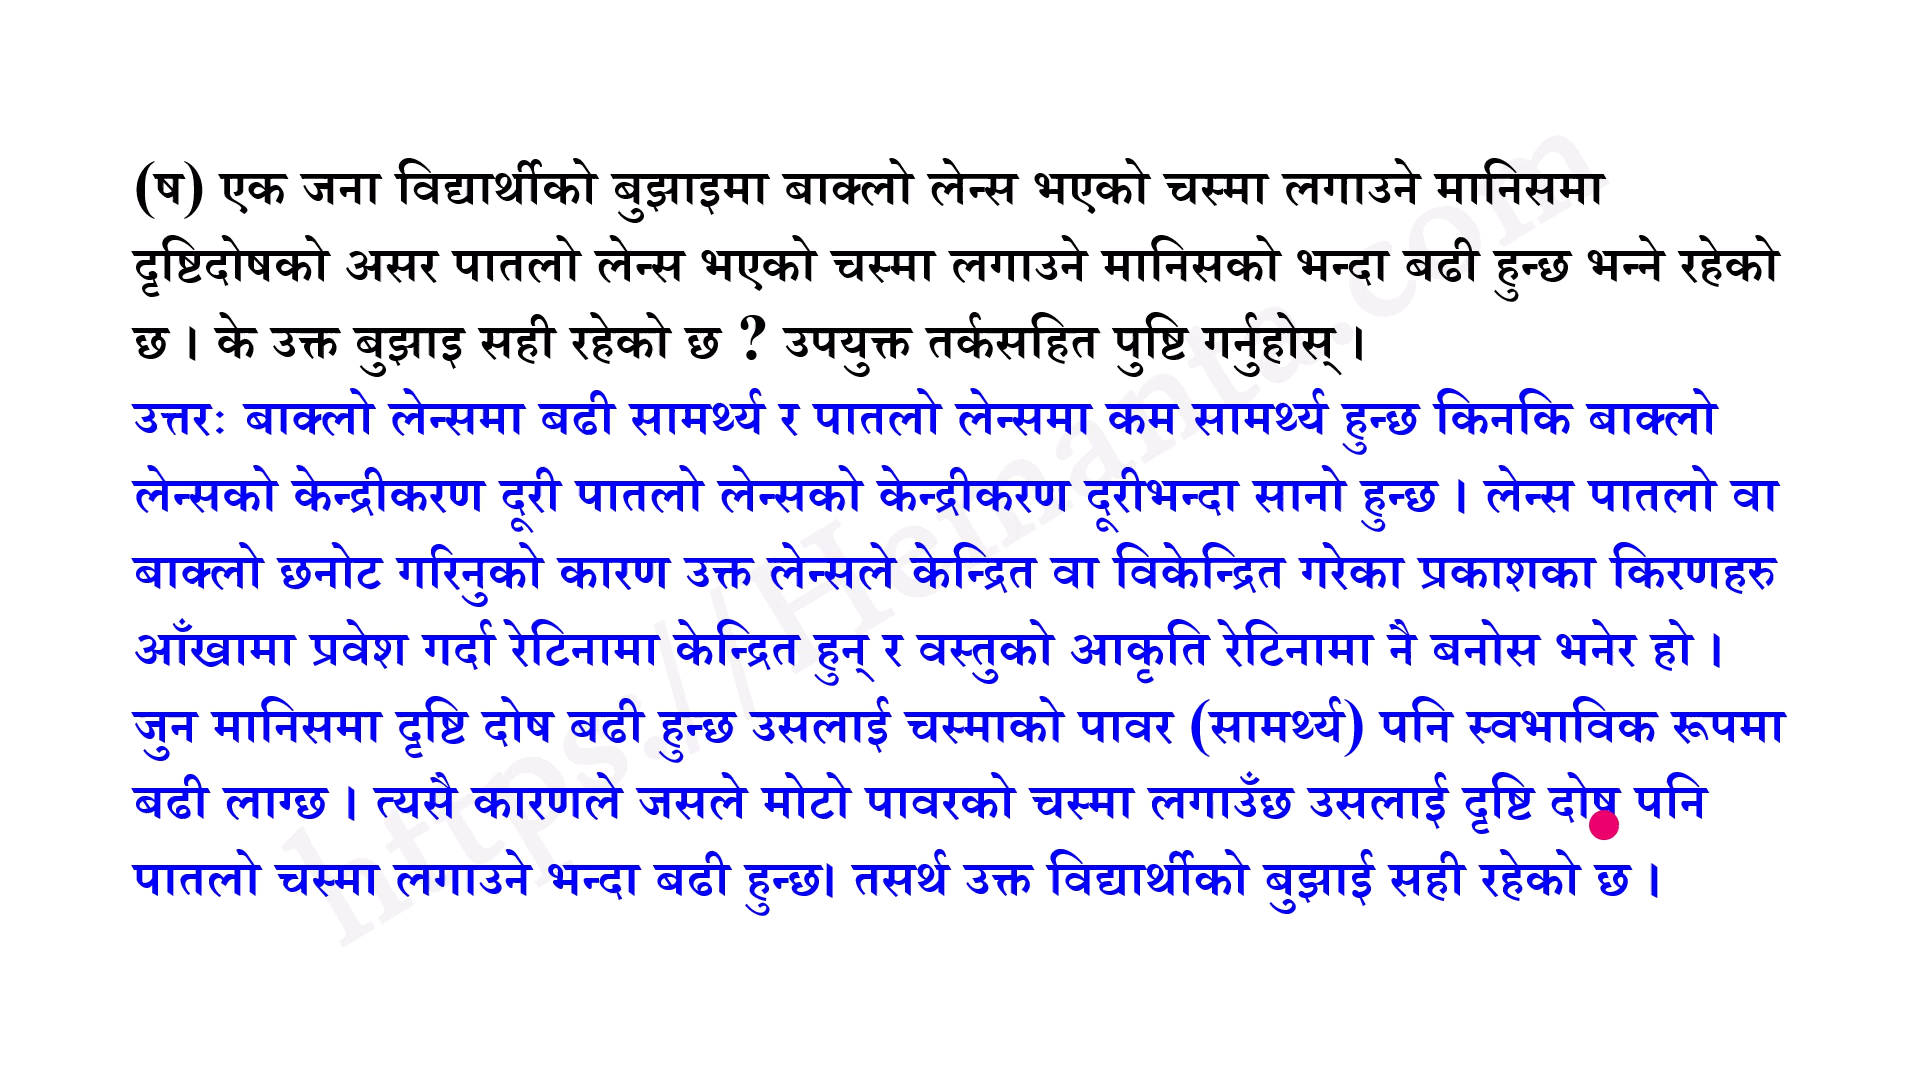 (ष) एक जना विद्यार्थीको बुझाइमा बाक्लो लेन्स भएको चस्मा लगाउने मानिसमा
दृष्टिदोषको असर पातलो लेन्स भएको चस्मा लगाउने मानिसको भन्दा बढी हुन्छ भन्ने रहेको
छ । के उक्त बुझाइ सही रहेको छ ? उपयुक्त तर्कसहित पुष्टि गर्नुहोस् ।
उत्तरः बाक्लो लेन्समा बढी सामर्थ्य र पातलो लेन्समा कम सामर्थ्य हुन्छ किनकि बाक्लो
लेन्सको केन्द्रीकरण दूरी पातलो लेन्सको केन्द्रीकरण दूरीभन्दा सानो हुन्छ । लेन्स पातलो वा
बाक्लो छनोट गरिनुको कारण उक्त लेन्सले केन्द्रित वा विकेन्द्रित गरेका प्रकाशका किरणहरु
आँखामा प्रवेश गर्दा रेटिनामा केन्द्रित हुन् र वस्तुको आकृति रेटिनामा नै बनोस भनेर हो ।
जुन मानिसमा दृष्टि दोष बढी हुन्छ उसलाई चस्माको पावर (सामर्थ्य) पनि स्वभाविक रूपमा
बढी लाग्छ । त्यसै कारणले जसले मोटो पावरको चस्मा लगाउँछ उसलाई दृष्टि दोष पनि
पातलो चस्मा लगाउने भन्दा बढी हुन्छ। तसर्थ उक्त विद्यार्थीको बुझाई सही रहेको छ ।
https://Hemanta.com